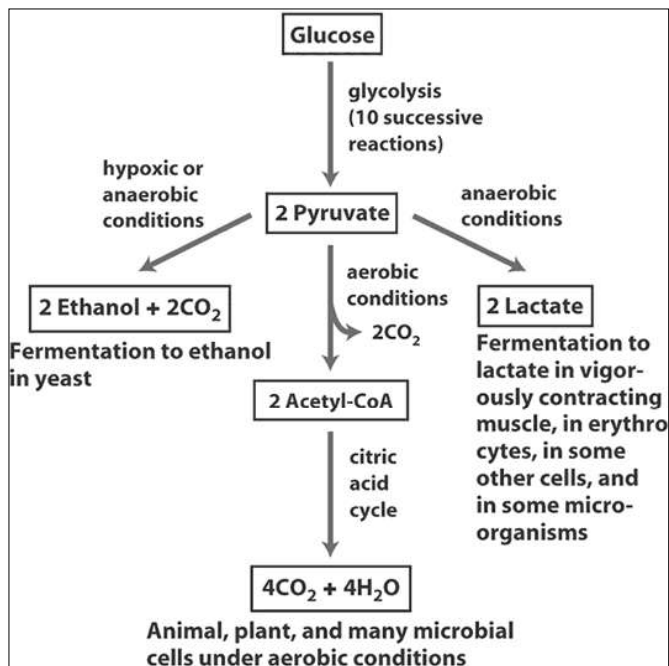 Glucose
glycolysis
(10 successive
reactions)
hypoxic or
anaerobic
conditions
2 Pyruvate
anaerobic
conditions
2 Ethanol + 2CO₂
Fermentation to ethanol
in yeast
aerobic
conditions
2CO₂
2 Lactate
Fermentation to
lactate in vigor-
ously contracting
muscle, in erythro
cytes, in some
other cells, and
in some micro-
organisms
2 Acetyl-CoA
citric
acid
cycle
4CO₂ + 4H₂O
Animal, plant, and many microbial
cells under aerobic conditions